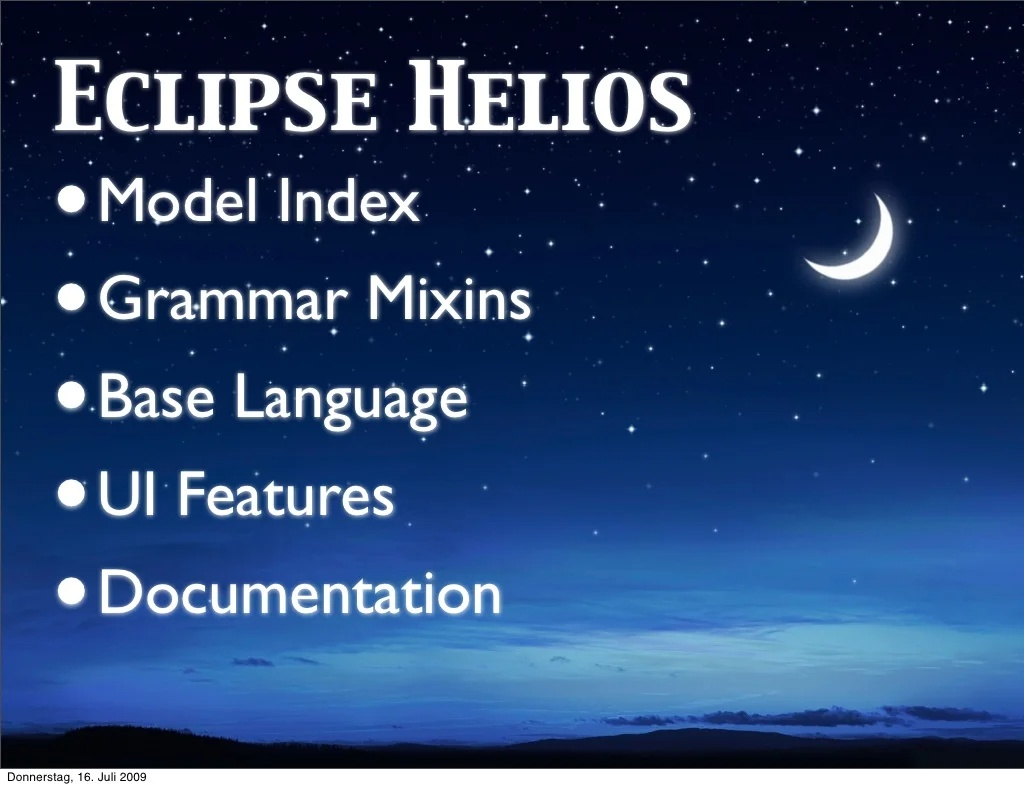 Eclipse Helios
• Model Index
• Grammar Mixins
• Base Language
• UI Features
• Documentation
Donnerstag, 16. Juli 2009